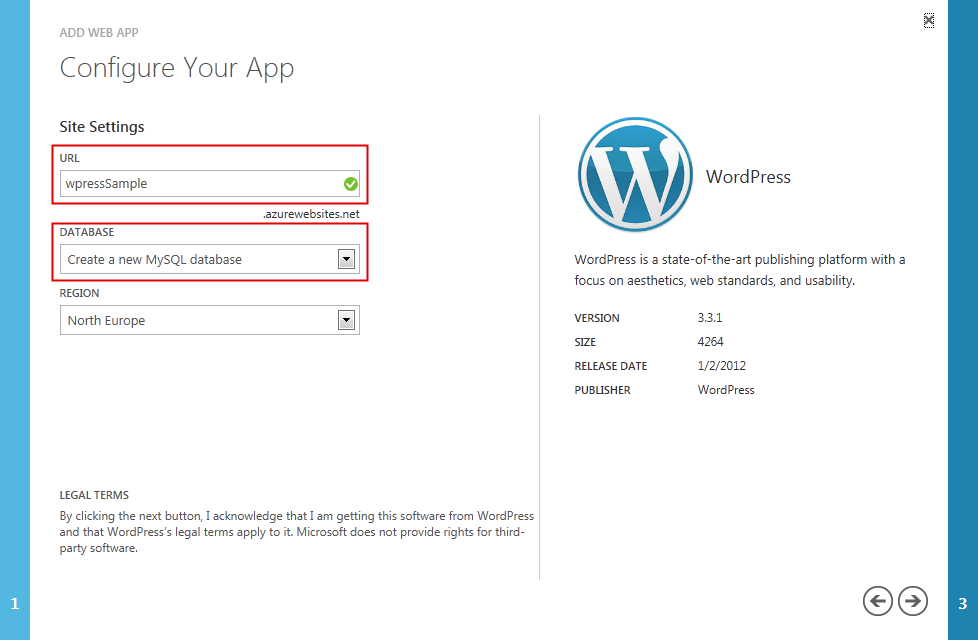 ADD WEB APP
Configure Your App
Site Settings
URL
wpressSample
.azurewebsites.net
DATABASE
Create a new MySQL database
REGION
North Europe
LEGAL TERMS
By clicking the next button, I acknowledge that I am getting this software from WordPress
and that WordPress's legal terms apply to it. Microsoft does not provide rights for third-
party software.
W
WordPress
WordPress is a state-of-the-art publishing platform with a
focus on aesthetics, web standards, and usability.
VERSION 3.3.1
SIZE 4264
RELEASE DATE 1/2/2012
PUBLISHER WordPress
1
3